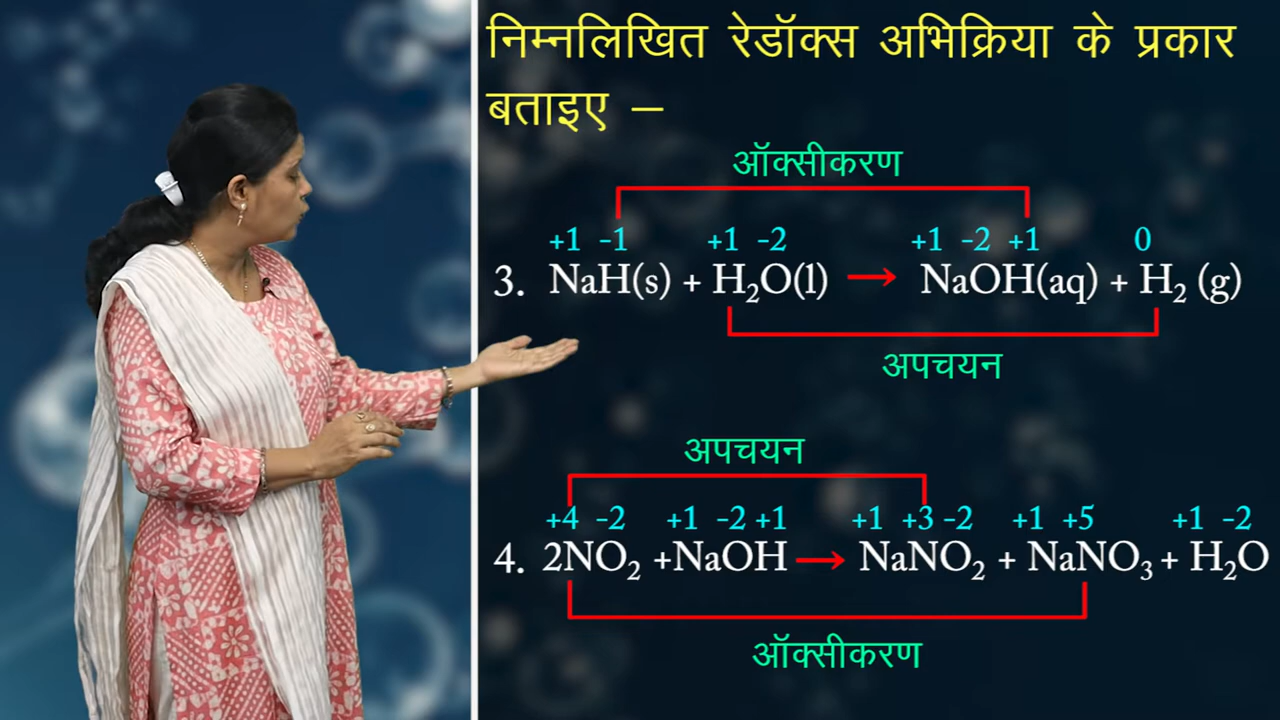 निम्नलिखित रेडॉक्स अभिक्रिया के प्रकार
बताइए –
ऑक्सीकरण
+1 -1 +1 -2 +1 -2 +1 0
3. NaH(s) + H₂O(l) → NaOH(aq) + H₂ (g)
अपचयन
अपचयन
+4 -2 +1 -2 +1 +1 +3 -2 +1 +5 +1 -2
4. 2NO₂ +NaOH → NaNO₂ + NaNO₃ + H₂O
ऑक्सीकरण